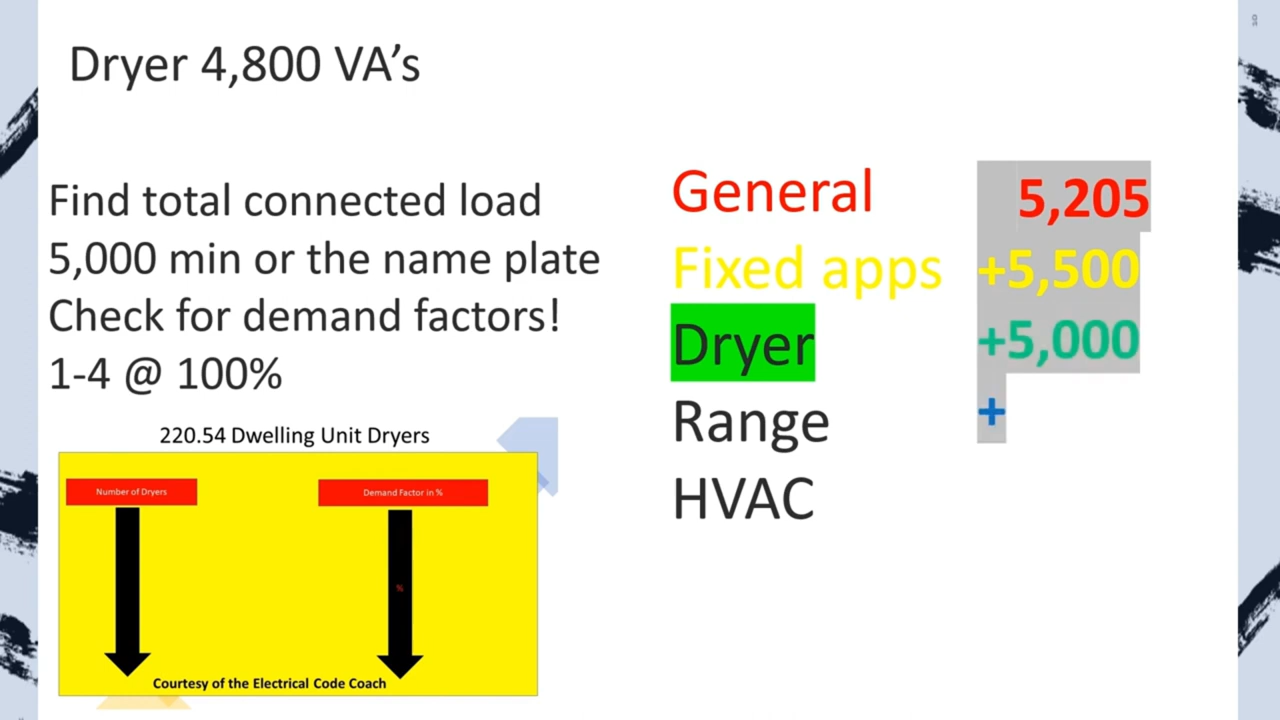 Dryer 4,800 VA’s
Find total connected load
5,000 min or the name plate
Check for demand factors!
1-4 @ 100%
220.54 Dwelling Unit Dryers
Number of Dryers
Demand Factor in %
%
Courtesy of the Electrical Code Coach
General 5,205
Fixed apps +5,500
Dryer +5,000
Range +
HVAC